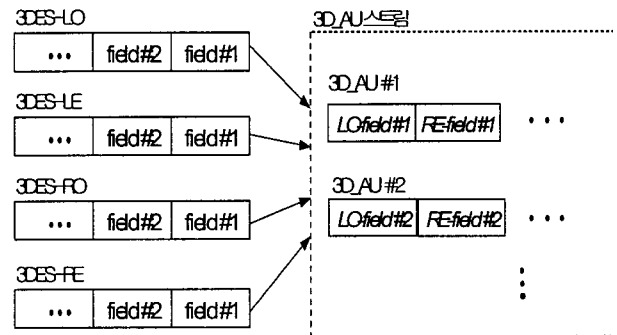 3DES-LO
••• field#2 field#1
3DES-LE
••• field#2 field#1
3DES-RO
••• field#2 field#1
3DES-RE
••• field#2 field#1
3D_AU스트림
3D_AU#1
LO-field#1 RE-field#1 •••
3D_AU#2
LO-field#2 RE-field#2 •••